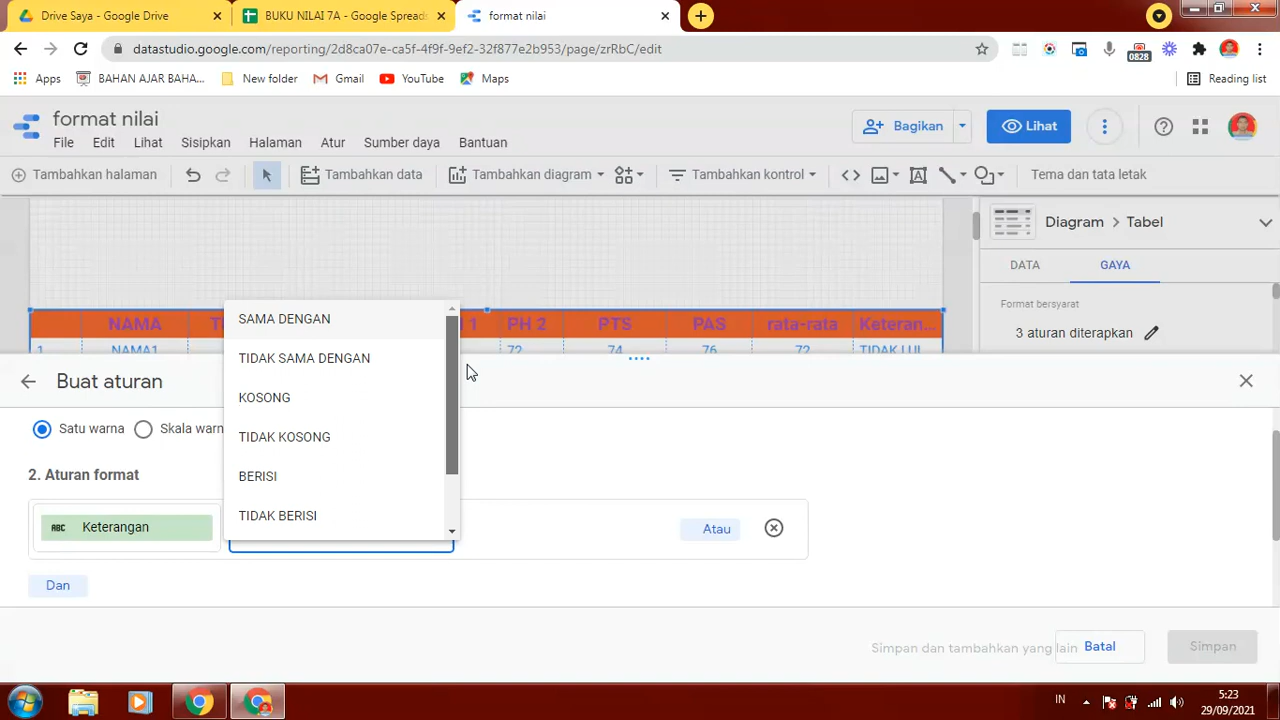 Drive Saya - Google Drive
BUKU NILAI 7A - Google Spreads
format nilai
datastudio.google.com/reporting/2d8ca07e-ca5f-4f9f-9ef2-32f877e2b953/page/zrRbC/edit
0828
Apps
BAHAN AJAR BAHA...
New folder
Gmail
YouTube
Maps
Reading list
format nilai
File Edit Lihat Sisipkan Halaman Atur Sumber daya Bantuan
Bagikan
Lihat
Tambahkan halaman
Tambahkan data
Tambahkan diagram
Tambahkan kontrol
Tema dan tata letak
Diagram > Tabel
DATA GAYA
Format bersyarat
3 aturan diterapkan
NAMA PH 2 PTS PAS rata-rata Keteran...
1 NAMA1 72 74 76 72
Buat aturan
Satu warna
Skala warn
2. Aturan format
ABC Keterangan
SAMA DENGAN
TIDAK SAMA DENGAN
KOSONG
TIDAK KOSONG
BERISI
TIDAK BERISI
Atau
Dan
Simpan dan tambahkan yang lain
Batal
Simpan
IN
5:23
29/09/2021